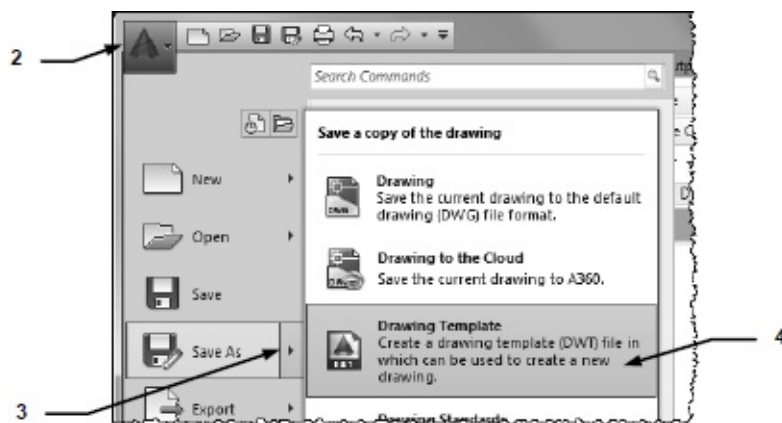 2
Search Commands
Save a copy of the drawing
New
Drawing
Save the current drawing to the default
drawing (DWG) file format.
Open
Drawing to the Cloud
Save the current drawing to A360.
Save
Drawing Template
Create a drawing template (DWT) file in
which can be used to create a new
drawing.
Save As
4
3
Export
Drawing Standards